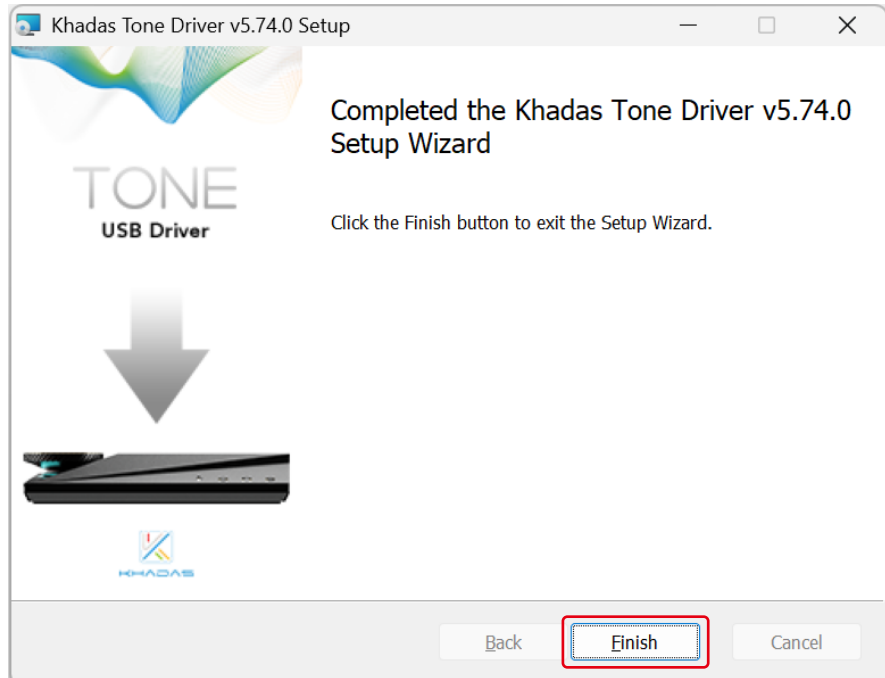 Khadas Tone Driver v5.74.0 Setup
Completed the Khadas Tone Driver v5.74.0
Setup Wizard
TONE
USB Driver
Click the Finish button to exit the Setup Wizard.
KHADAS
Back
Finish
Cancel